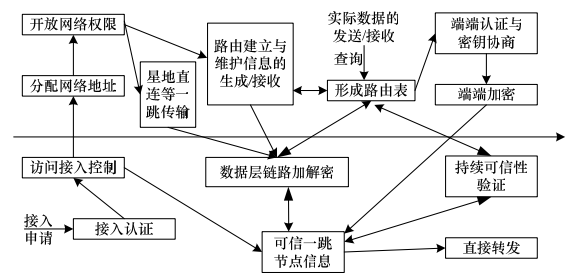 开放网络权限
分配网络地址
访问接入控制
接入
申请
接入认证
星地直
连等一
跳传输
路由建立与
维护信息的
生成/接收
实际数据的
发送/接收
查询
形成路由表
端端认证与
密钥协商
端端加密
数据层链路加解密
持续可信性
验证
可信一跳
节点信息
直接转发